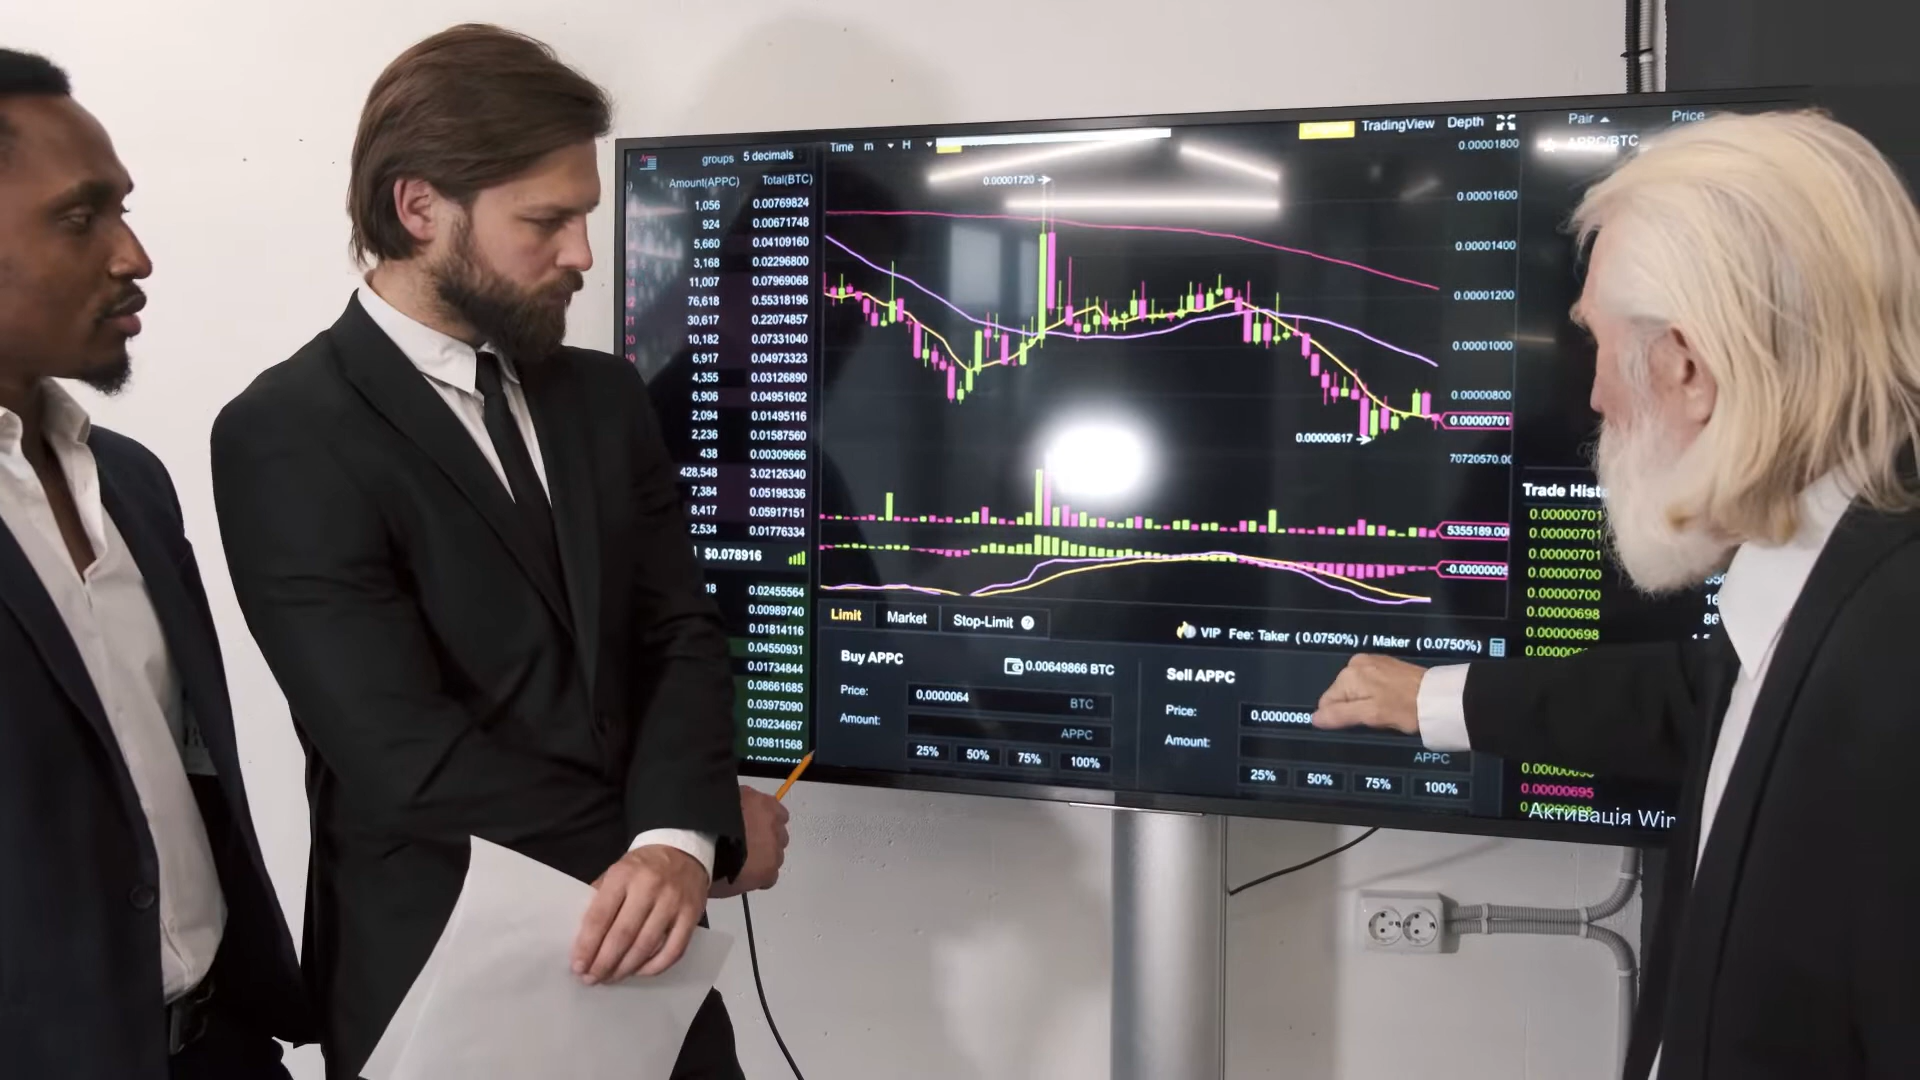 groups 5 decimals
Amount(APPC) Total(BTC)
1,056 0.00769824
924 0.00671748
5,660 0.04109160
3,168 0.02296800
11,007 0.07969068
76,618 0.55318196
30,617 0.22074857
10,182 0.07331040
6,917 0.04973323
4,355 0.03126890
6,906 0.04951602
2,094 0.01495116
2,236 0.01587560
438 0.00309666
428,548 3.02126340
7,384 0.05198336
8,417 0.05917151
2,534 0.01776334
$0.078916
18 0.02455564
0.00989740
0.01814116
0.04550931
0.01734844
0.08661685
0.03975090
0.09234667
0.09811568
Time m H
TradingView Depth
0.00001720
0.00000617
0.00001800
0.00001600
0.00001400
0.00001200
0.00001000
0.00000800
0.00000701
70720570.00
5355189.00
Limit Market Stop-Limit ?
VIP Fee: Taker (0.0750%) / Maker (0.0750%)
Buy APPC 0.00649866 BTC
Price: 0,0000064 BTC
Amount: APPC
25% 50% 75% 100%
Sell APPC
Price: 0,0000069
Amount: APPC
25% 50% 75% 100%
Pair Price
APPC/BTC
Trade Hist
0.00000701
0.00000701
0.00000701
0.00000700
0.00000700
0.00000698
0.00000698
0.00000695
Активація Win